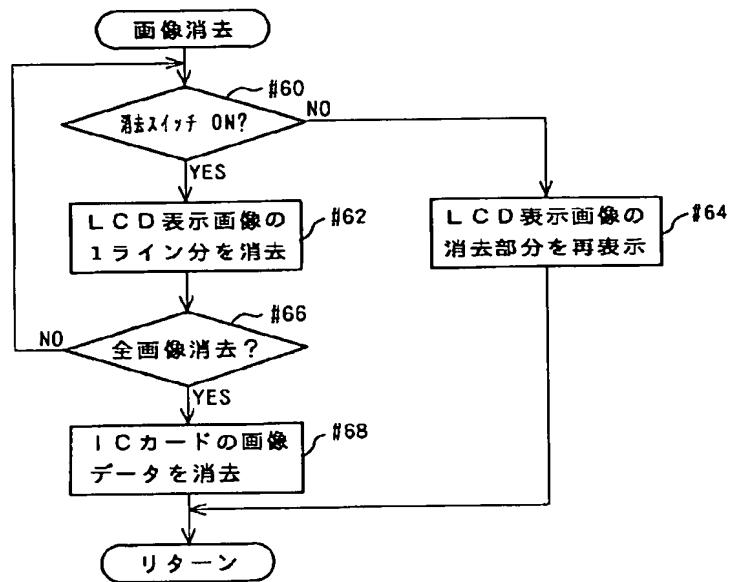 画像消去
#60
消去スイッチ ON?
NO
YES
LCD表示画像の
1ライン分を消去
#62
LCD表示画像の
消去部分を再表示
#64
#66
NO
全画像消去?
YES
ICカードの画像
データを消去
#68
リターン